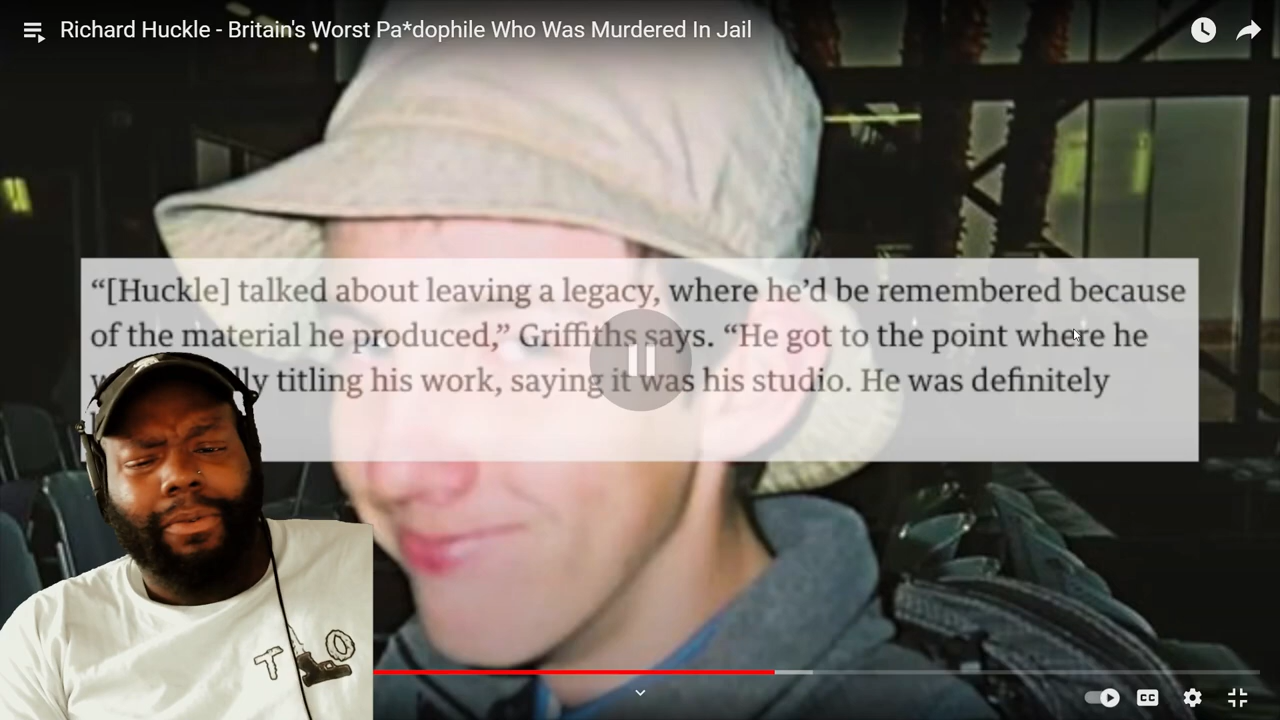 Richard Huckle - Britain's Worst Pa*dophile Who Was Murdered In Jail
“[Huckle] talked about leaving a legacy, where he’d be remembered because
of the material he produced,” Griffiths says. “He got to the point where he
titling his work, saying it was his studio. He was definitely
T L O
CC